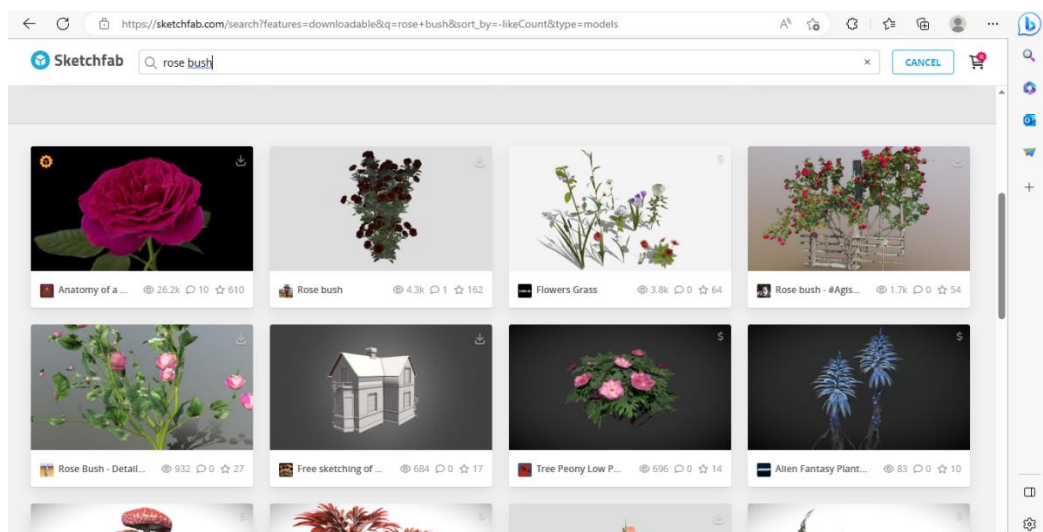 https://sketchfab.com/search?features=downloadable&q=rose+bush&sort_by=-likeCount&type=models
Sketchfab rose bush × CANCEL
Anatomy of a ... 26.2k 10 610
Rose bush 4.3k 1 162
Flowers Grass 3.8k 0 64
Rose bush - #AgIs... 1.7k 0 54
$
Rose Bush - Detail... 932 0 27
Free sketching of ... 684 0 17
Tree Peony Low P... 696 0 14
Alien Fantasy Plant... 83 0 10
$ $
$ $ $